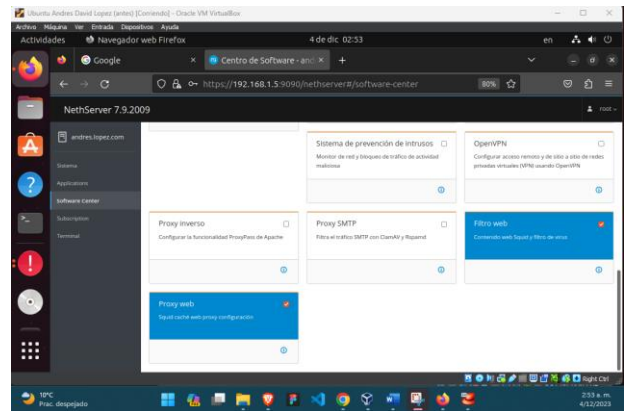 Ubuntu Andres David Lopez (antes) [Corriendo] - Oracle VM VirtualBox
Archivo Máquina Ver Entrada Dispositivos Ayuda
Actividades Navegador web Firefox 4 de dic 02:53 en
Google Centro de Software - and
https://192.168.1.5:9090/nethserver#/software-center 80%
NethServer 7.9.2009 root
andres.lopez.com
Sistema
Applications
Software Center
Subscription
Terminal
Sistema de prevención de intrusos
Monitor de red y bloqueos de tráfico de actividad
maliciosa
OpenVPN
Configurar acceso remoto y de sitio a sitio de redes
privadas virtuales (VPN) usando OpenVPN
Proxy inverso
Configurar la funcionalidad ProxyPass de Apache
Proxy SMTP
Filtra el tráfico SMTP con ClamAV y Rspamd
Filtro web
Contenido web Squid y filtro de virus
Proxy web
Squid caché web proxy configuración
Right Ctrl
10°C
Prac. despejado
2:53 a. m.
4/12/2023